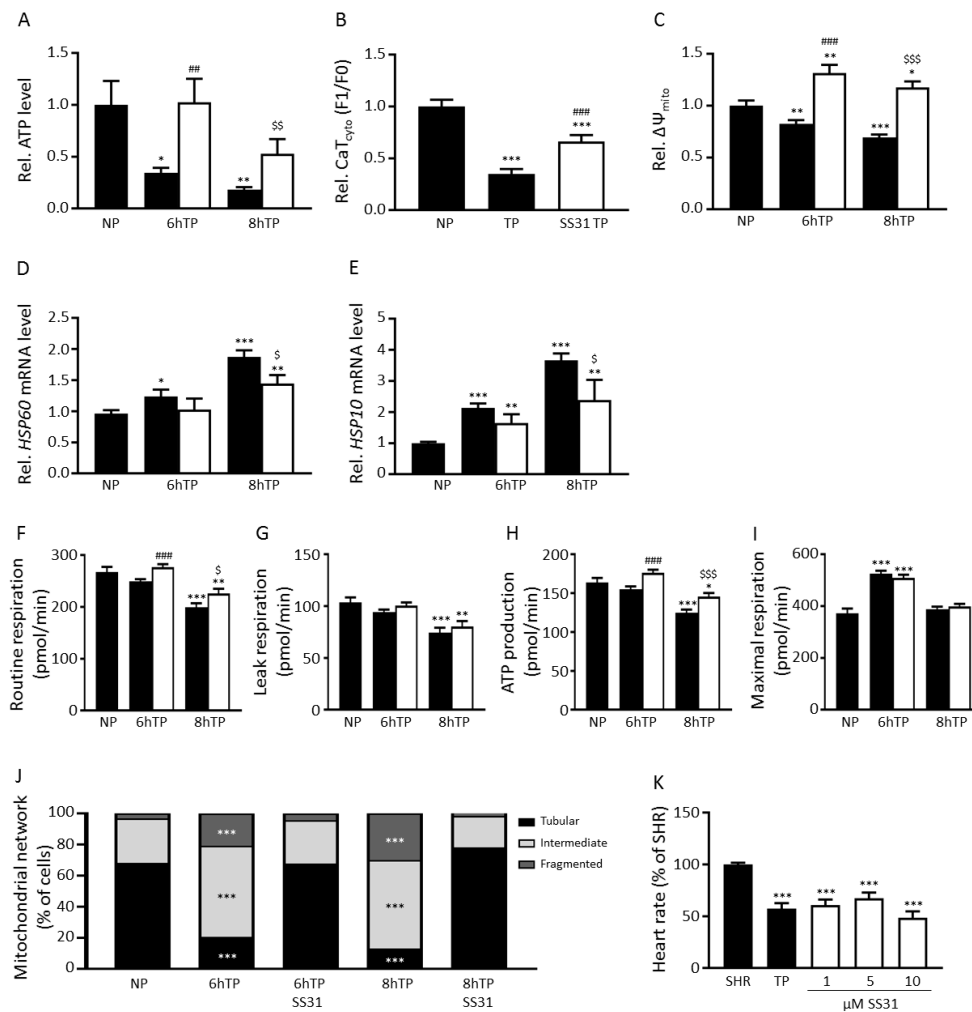 A
Rel. ATP level
1.5
1.0
0.5
0.0
*
##
**
$$
NP 6hTP 8hTP
B
Rel. CaTcyto (F1/F0)
1.5
1.0
0.5
0.0
***
###
***
NP TP SS31 TP
C
Rel. ΔΨmito
1.5
1.0
0.5
0.0
**
###
**
***
$$$
*
NP 6hTP 8hTP
D
Rel. HSP60 mRNA level
2.5
2.0
1.5
1.0
0.5
0.0
*
***
$
**
NP 6hTP 8hTP
E
Rel. HSP10 mRNA level
5
4
3
2
1
0
***
**
***
$
**
NP 6hTP 8hTP
F
Routine respiration
(pmol/min)
300
200
100
0
###
***
$
**
NP 6hTP 8hTP
G
Leak respiration
(pmol/min)
150
100
50
0
***
**
NP 6hTP 8hTP
H
ATP production
(pmol/min)
200
150
100
50
0
###
***
$$$
*
NP 6hTP 8hTP
I
Maximal respiration
(pmol/min)
600
400
200
0
***
***
NP 6hTP 8hTP
J
Mitochondrial network
(% of cells)
100
80
60
40
20
0
***
***
***
***
***
***
NP 6hTP 6hTP 8hTP 8hTP
SS31 SS31
Tubular
Intermediate
Fragmented
K
Heart rate (% of SHR)
150
100
50
0
***
***
***
***
SHR TP 1 5 10
μM SS31